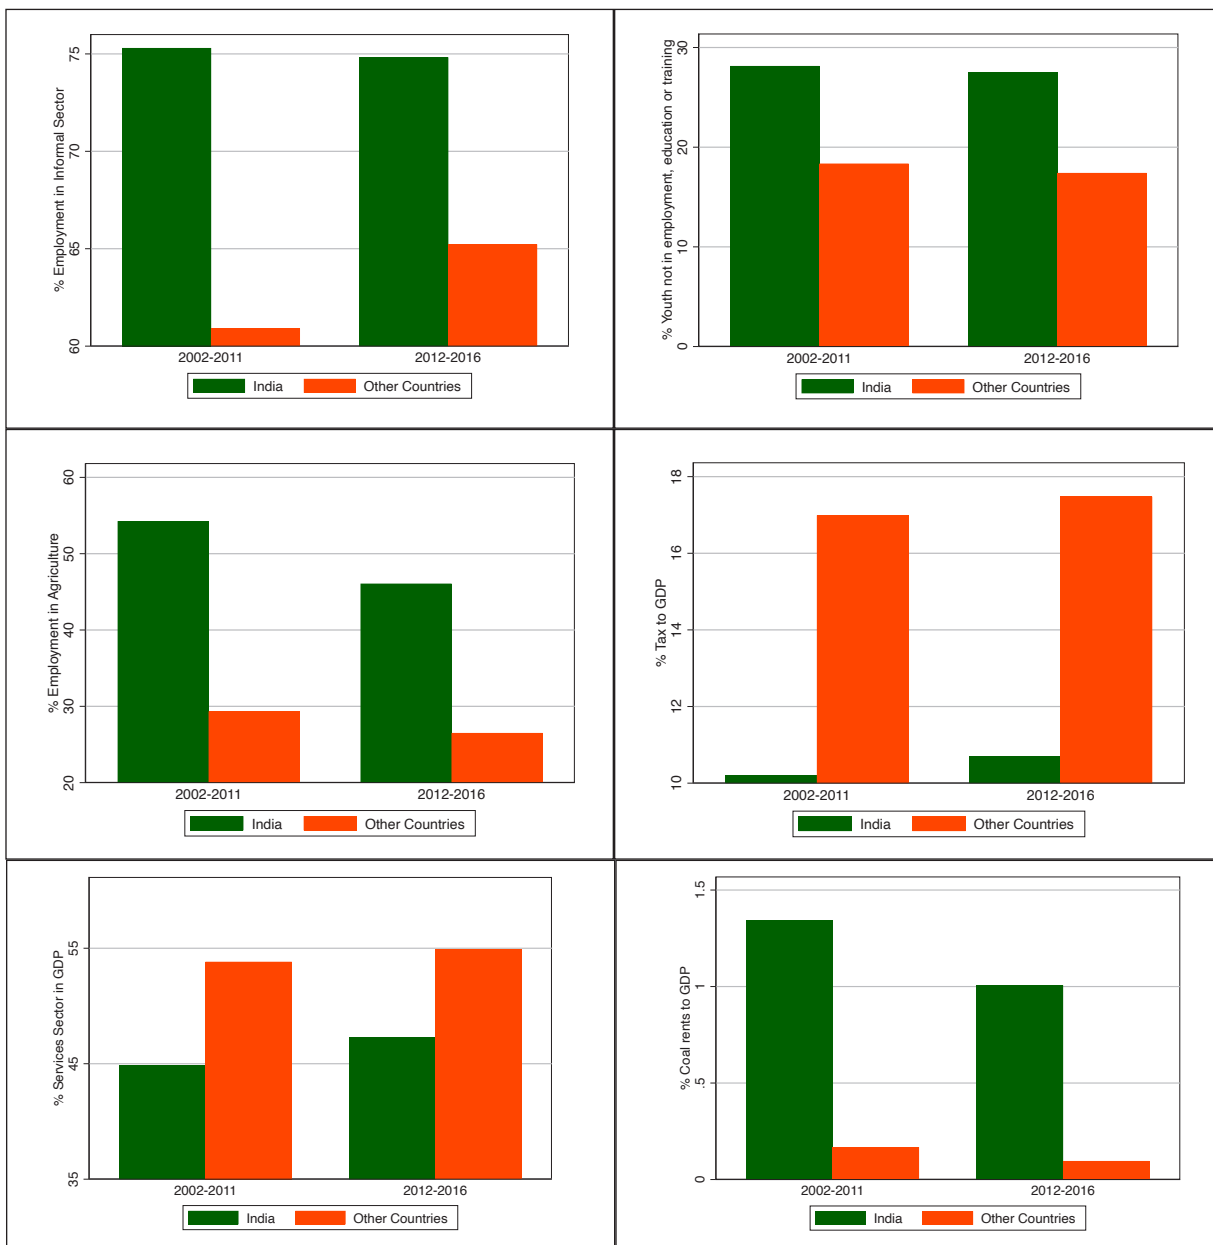 % Employment in Informal Sector
75
70
65
60
2002-2011
2012-2016
India
Other Countries
% Youth not in employment, education or training
30
20
10
0
2002-2011
2012-2016
India
Other Countries
% Employment in Agriculture
60
50
40
30
20
2002-2011
2012-2016
India
Other Countries
% Tax to GDP
18
16
14
12
10
2002-2011
2012-2016
India
Other Countries
% Services Sector in GDP
55
45
35
2002-2011
2012-2016
India
Other Countries
% Coal rents to GDP
1.5
1
.5
0
2002-2011
2012-2016
India
Other Countries